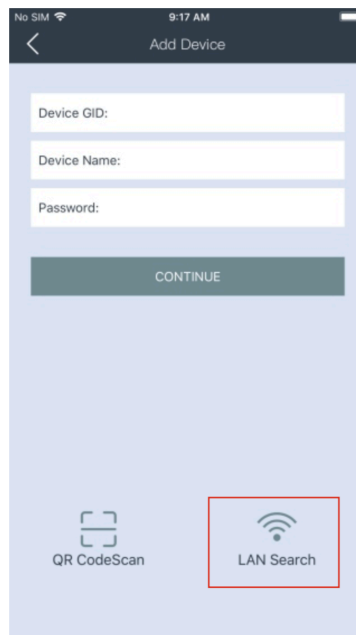 No SIM 9:17 AM
Add Device
Device GID:
Device Name:
Password:
CONTINUE
QR CodeScan LAN Search